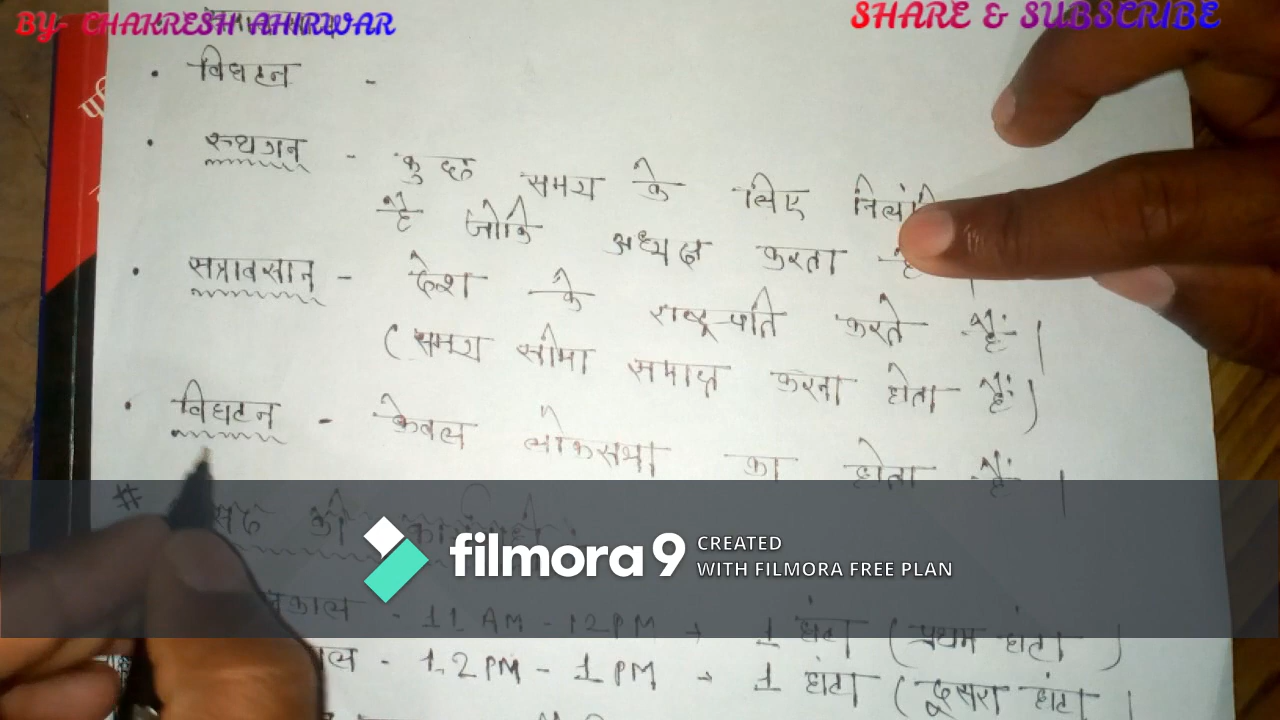 BY- CHAKRESH AHIRWAR
SHARE & SUBSCRIBE
• विघटन -
• स्थगन - कुछ समय के लिए
है जोकि अध्यक्ष करता है
• सत्रावसान - देश के राष्ट्रपति करते हैं।
(समय सीमा समाप्त करना होता हैं)
• विघटन - केवल लोकसभा का होता हैं।
# की
filmora9 CREATED
WITH FILMORA FREE PLAN
11 AM - 12 PM → 1 घंटा (प्रथम घंटा)
- 12 PM - 1 PM → 1 घंटा (दूसरा घंटा